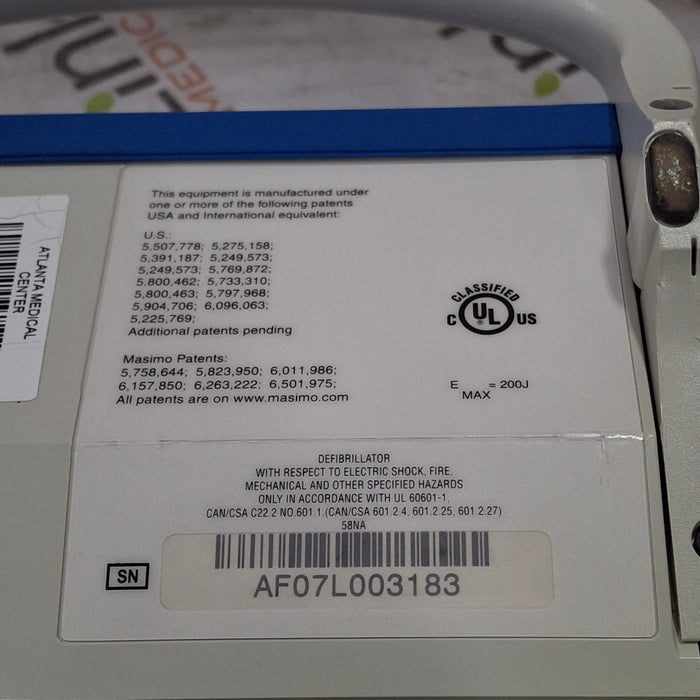 This equipment is manufactured under
one or more of the following patents
USA and International equivalent:
U.S.:
5,507,778; 5,275,158;
5,391,187; 5,249,573;
5,249,573; 5,769,872;
5,800,462; 5,733,310;
5,800,463; 5,797,968;
5,904,706; 6,096,063;
5,225,769;
Additional patents pending
Masimo Patents:
5,758,644; 5,823,950; 6,011,986;
6,157,850; 6,263,222; 6,501,975;
All patents are on www.masimo.com
CLASSIFIED
C UL ® US
E MAX = 200J
DEFIBRILLATOR
WITH RESPECT TO ELECTRIC SHOCK, FIRE,
MECHANICAL AND OTHER SPECIFIED HAZARDS
ONLY IN ACCORDANCE WITH UL 60601-1,
CAN/CSA C22.2 NO.601.1,(CAN/CSA 601.2.4, 601.2.25, 601.2.27)
58NA
SN
AF07L003183
ATLANTA MEDICAL
CENTER
MEDICA